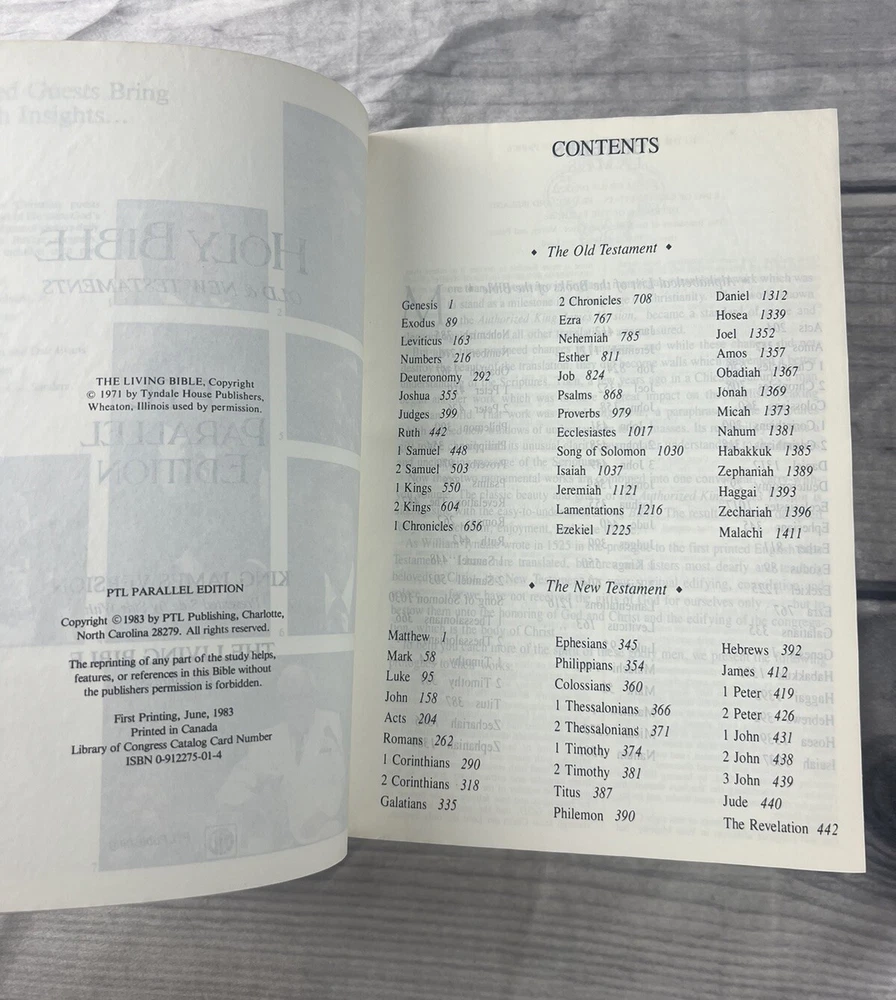 THE LIVING BIBLE, Copyright
© 1971 by Tyndale House Publishers,
Wheaton, Illinois used by permission.
PTL PARALLEL EDITION
Copyright © 1983 by PTL Publishing, Charlotte,
North Carolina 28279. All rights reserved.
The reprinting of any part of the study helps,
features, or references in this Bible without
the publishers permission is forbidden.
First Printing, June, 1983
Printed in Canada
Library of Congress Catalog Card Number
ISBN 0-912275-01-4
CONTENTS
◆ The Old Testament ◆
Genesis 1
Exodus 89
Leviticus 163
Numbers 216
Deuteronomy 292
Joshua 355
Judges 399
Ruth 442
1 Samuel 448
2 Samuel 503
1 Kings 550
2 Kings 604
1 Chronicles 656
2 Chronicles 708
Ezra 767
Nehemiah 785
Esther 811
Job 824
Psalms 868
Proverbs 979
Ecclesiastes 1017
Song of Solomon 1030
Isaiah 1037
Jeremiah 1121
Lamentations 1216
Ezekiel 1225
Daniel 1312
Hosea 1339
Joel 1352
Amos 1357
Obadiah 1367
Jonah 1369
Micah 1373
Nahum 1381
Habakkuk 1385
Zephaniah 1389
Haggai 1393
Zechariah 1396
Malachi 1411
◆ The New Testament ◆
Matthew 1
Mark 58
Luke 95
John 158
Acts 204
Romans 262
1 Corinthians 290
2 Corinthians 318
Galatians 335
Ephesians 345
Philippians 354
Colossians 360
1 Thessalonians 366
2 Thessalonians 371
1 Timothy 374
2 Timothy 381
Titus 387
Philemon 390
Hebrews 392
James 412
1 Peter 419
2 Peter 426
1 John 431
2 John 438
3 John 439
Jude 440
The Revelation 442